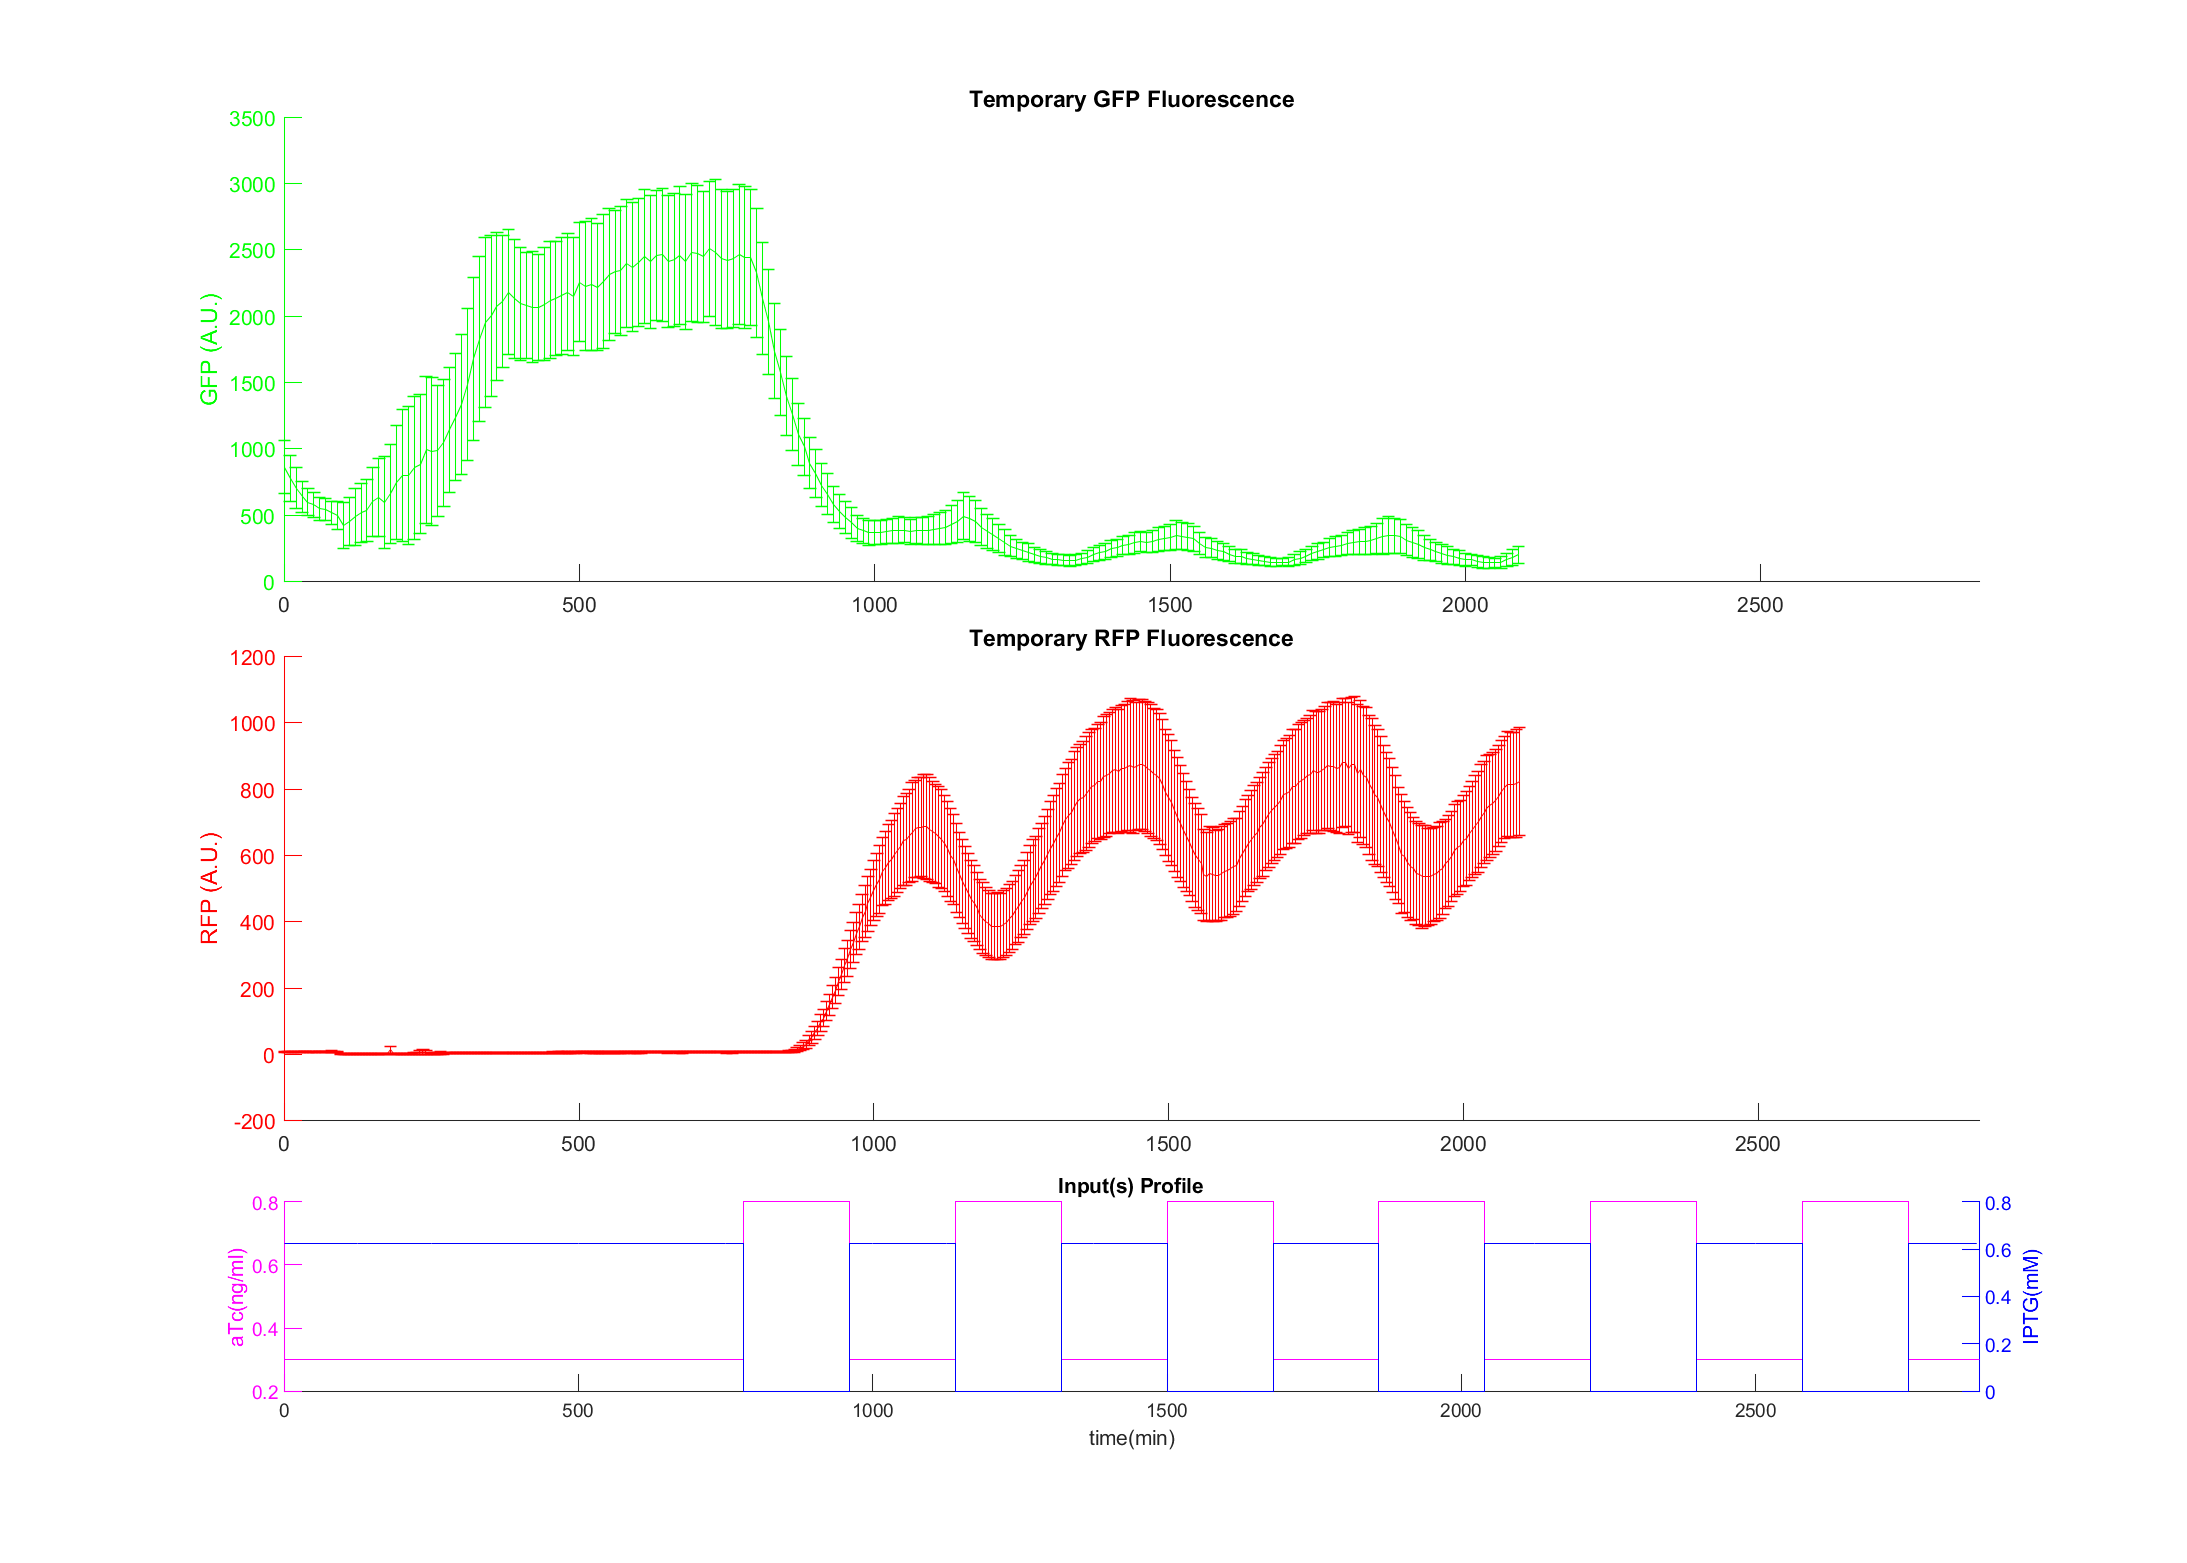 Temporary GFP Fluorescence
3500
3000
2500
2000
1500
1000
500
0
GFP (A.U.)
0 500 1000 1500 2000 2500
Temporary RFP Fluorescence
1200
1000
800
600
400
200
0
-200
RFP (A.U.)
0 500 1000 1500 2000 2500
Input(s) Profile
0.8
0.6
0.4
0.2
aTc(ng/ml)
0.8
0.6
0.4
0.2
0
IPTG(mM)
0 500 1000 1500 2000 2500
time(min)